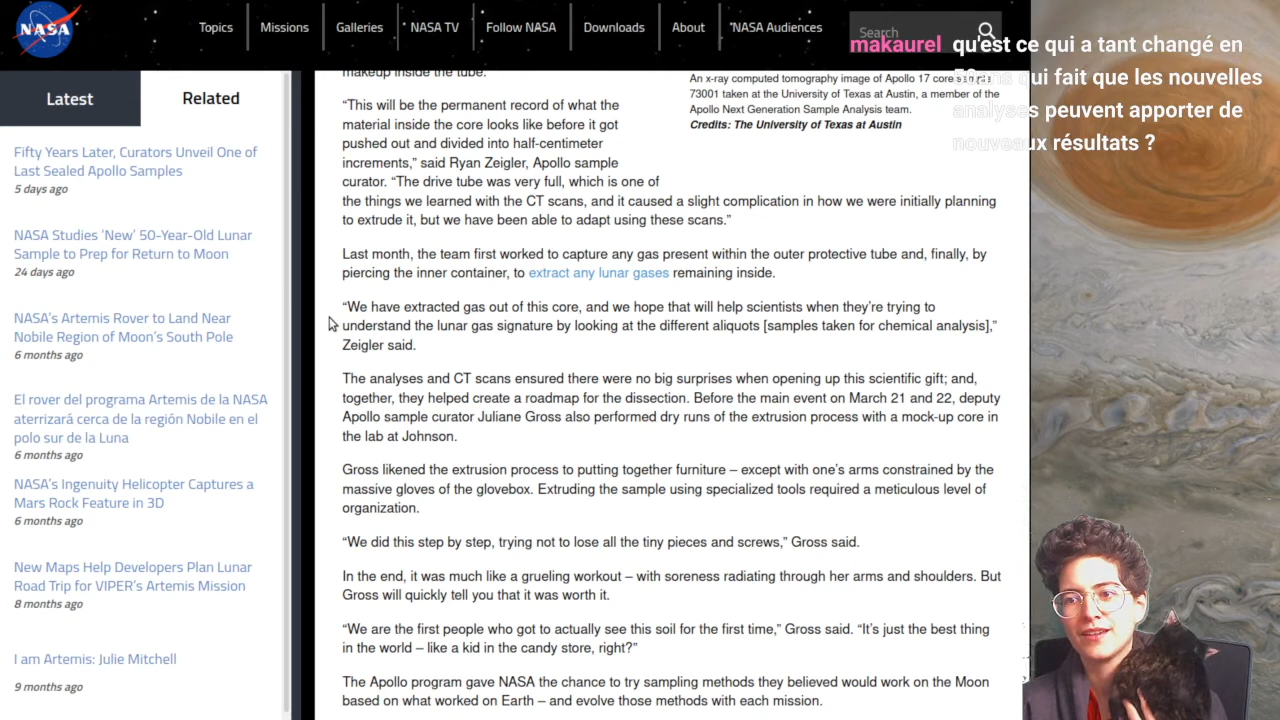 NASA
Topics
Missions
Galleries
NASA TV
Follow NASA
Downloads
About
NASA Audiences
Search
makaurel qu'est ce qui a tant changé en
50ans qui fait que les nouvelles
analyses peuvent apporter de
nouveaux résultats ?
Latest
Related
Fifty Years Later, Curators Unveil One of
Last Sealed Apollo Samples
5 days ago
NASA Studies ‘New’ 50-Year-Old Lunar
Sample to Prep for Return to Moon
24 days ago
NASA’s Artemis Rover to Land Near
Nobile Region of Moon’s South Pole
6 months ago
El rover del programa Artemis de la NASA
aterrizará cerca de la región Nobile en el
polo sur de la Luna
6 months ago
NASA's Ingenuity Helicopter Captures a
Mars Rock Feature in 3D
6 months ago
New Maps Help Developers Plan Lunar
Road Trip for VIPER’s Artemis Mission
8 months ago
I am Artemis: Julie Mitchell
9 months ago
makeup inside the tube.
An x-ray computed tomography image of Apollo 17 core
73001 taken at the University of Texas at Austin, a member of the
Apollo Next Generation Sample Analysis team.
Credits: The University of Texas at Austin
“This will be the permanent record of what the
material inside the core looks like before it got
pushed out and divided into half-centimeter
increments,” said Ryan Zeigler, Apollo sample
curator. “The drive tube was very full, which is one of
the things we learned with the CT scans, and it caused a slight complication in how we were initially planning
to extrude it, but we have been able to adapt using these scans.”
Last month, the team first worked to capture any gas present within the outer protective tube and, finally, by
piercing the inner container, to extract any lunar gases remaining inside.
“We have extracted gas out of this core, and we hope that will help scientists when they’re trying to
understand the lunar gas signature by looking at the different aliquots [samples taken for chemical analysis],”
Zeigler said.
The analyses and CT scans ensured there were no big surprises when opening up this scientific gift; and,
together, they helped create a roadmap for the dissection. Before the main event on March 21 and 22, deputy
Apollo sample curator Juliane Gross also performed dry runs of the extrusion process with a mock-up core in
the lab at Johnson.
Gross likened the extrusion process to putting together furniture – except with one’s arms constrained by the
massive gloves of the glovebox. Extruding the sample using specialized tools required a meticulous level of
organization.
“We did this step by step, trying not to lose all the tiny pieces and screws,” Gross said.
In the end, it was much like a grueling workout – with soreness radiating through her arms and shoulders. But
Gross will quickly tell you that it was worth it.
“We are the first people who got to actually see this soil for the first time,” Gross said. “It’s just the best thing
in the world – like a kid in the candy store, right?”
The Apollo program gave NASA the chance to try sampling methods they believed would work on the Moon
based on what worked on Earth – and evolve those methods with each mission.